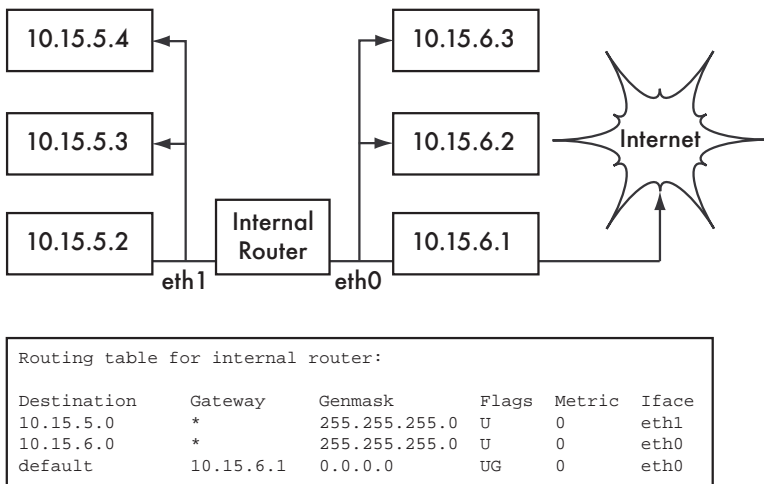 10.15.5.4
10.15.6.3
10.15.5.3
10.15.6.2
Internet
10.15.5.2
Internal
Router
10.15.6.1
eth1
eth0
Routing table for internal router:
Destination Gateway Genmask Flags Metric Iface
10.15.5.0 * 255.255.255.0 U 0 eth1
10.15.6.0 * 255.255.255.0 U 0 eth0
default 10.15.6.1 0.0.0.0 UG 0 eth0